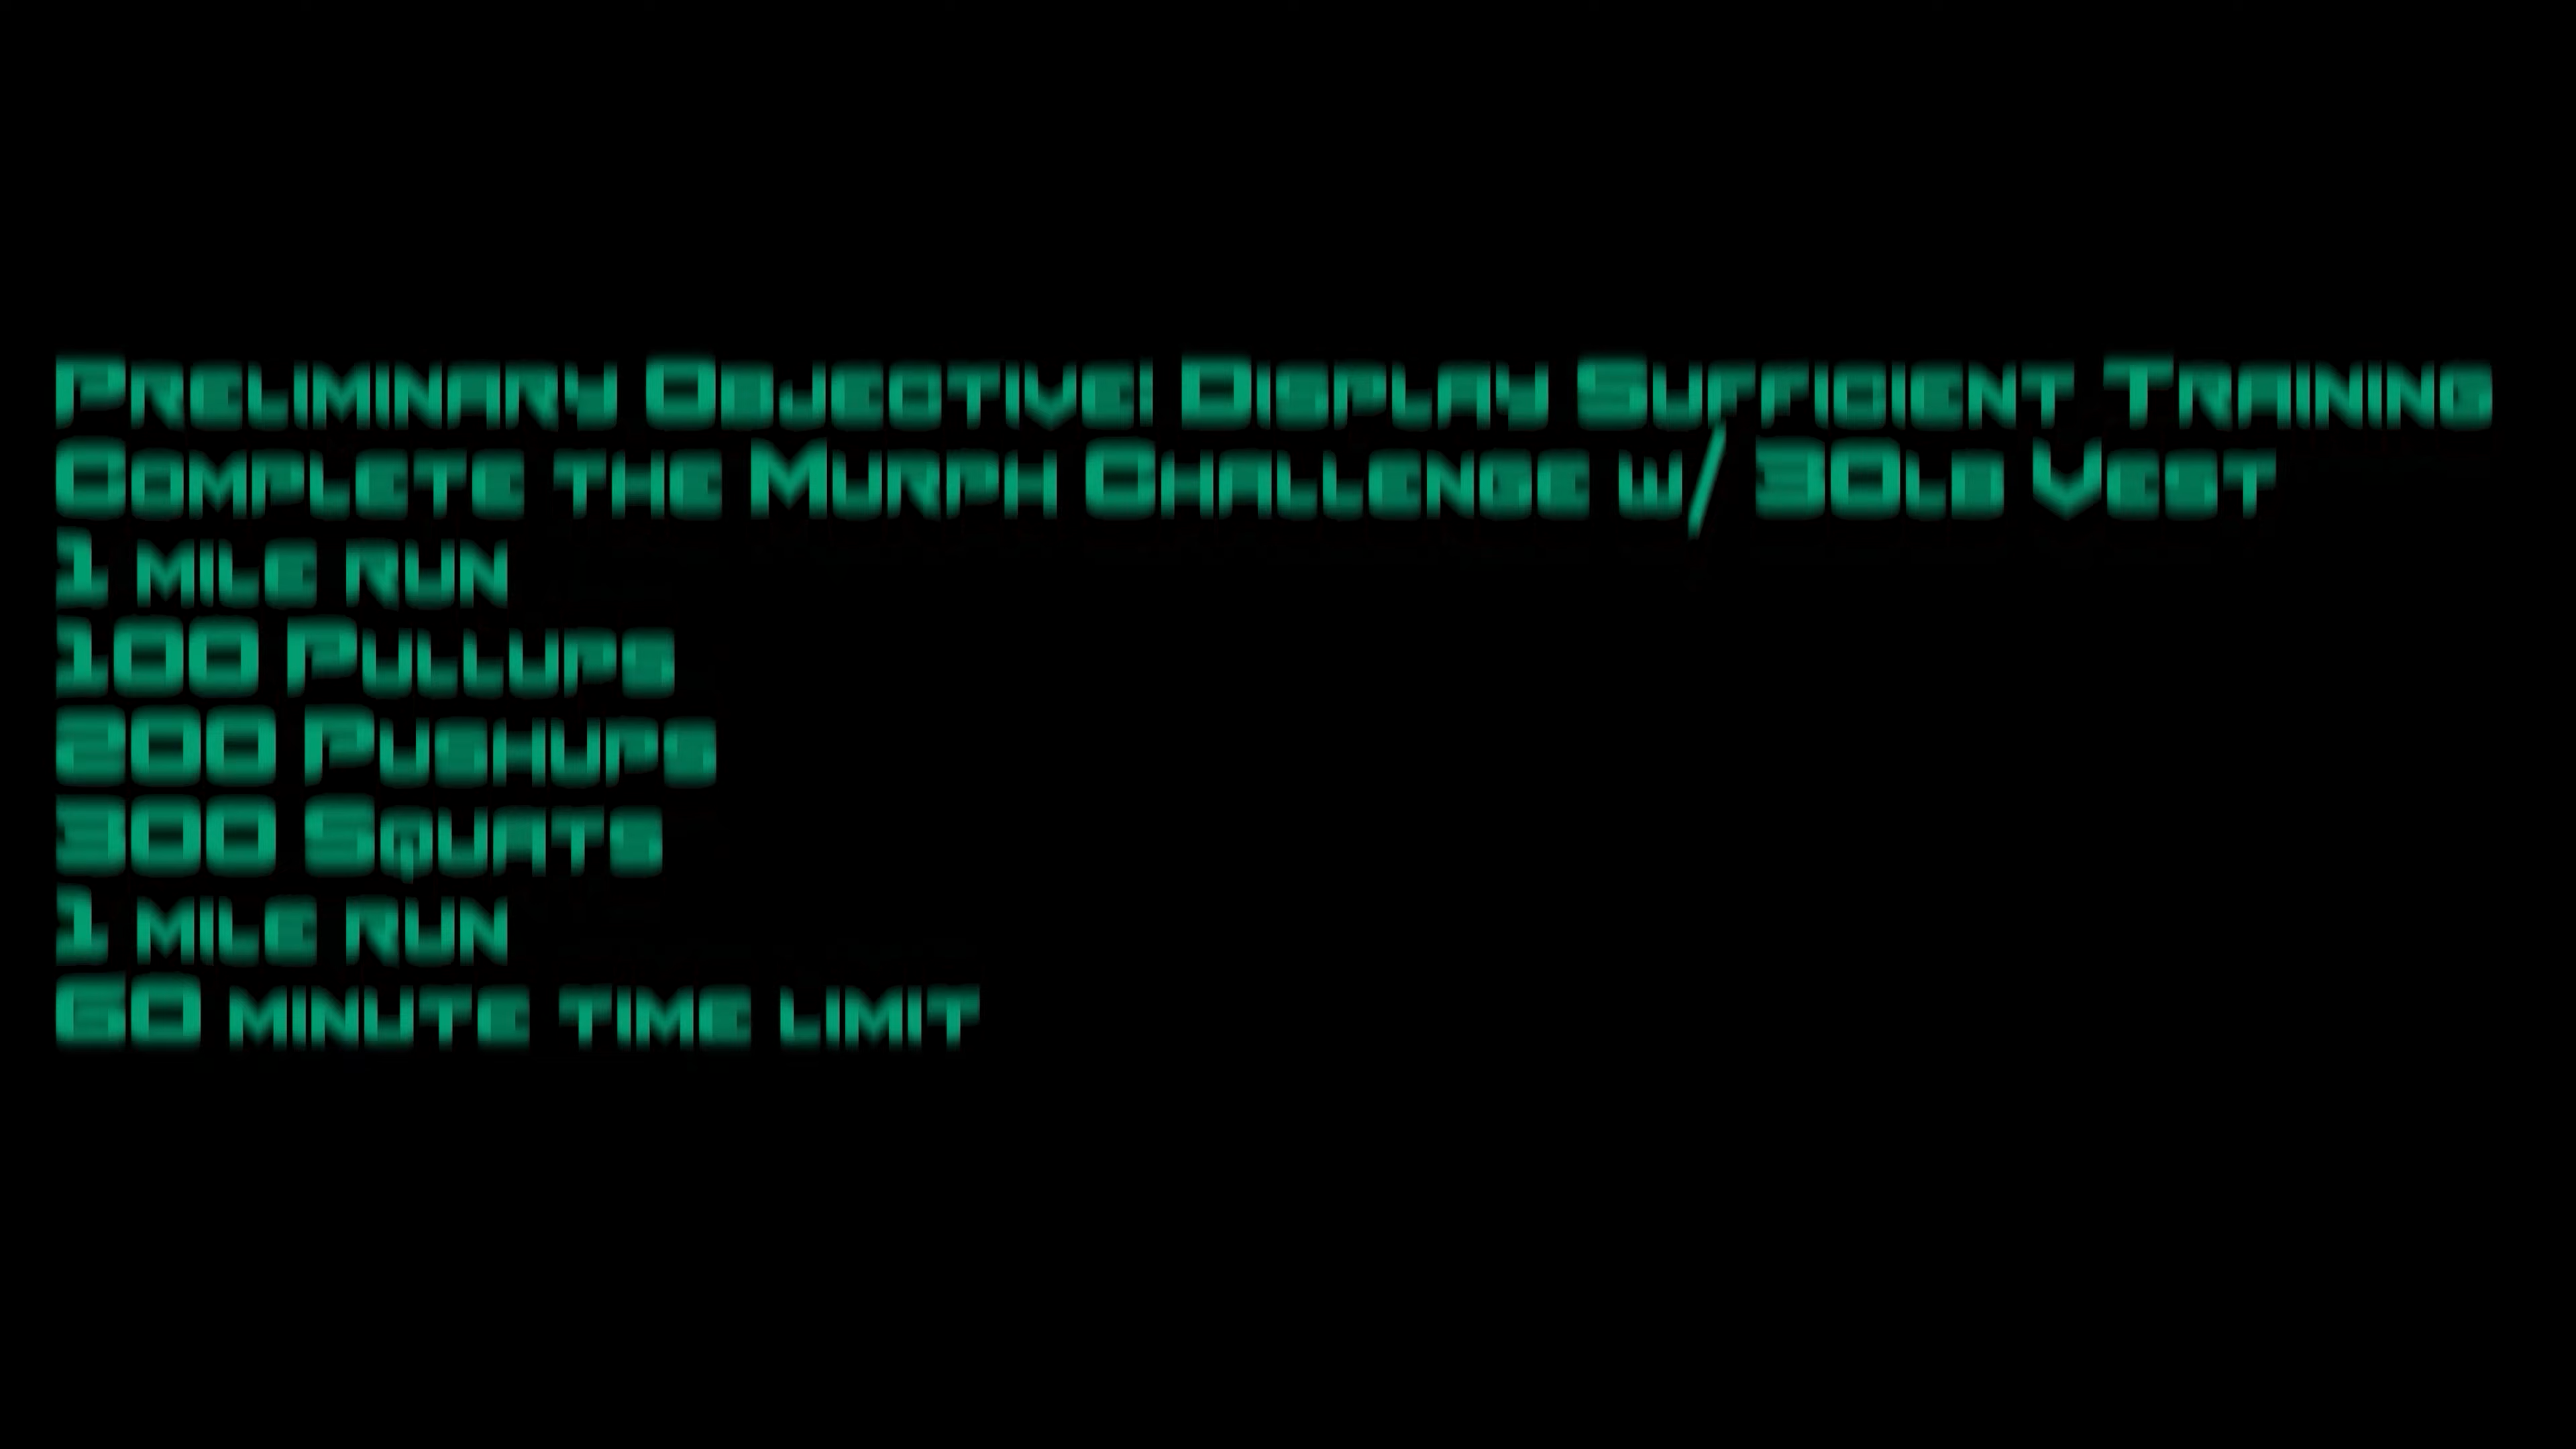 Preliminary Objective: Display Sufficient Training
Complete the Murph Challenge w/ 30lb Vest
1 mile run
100 Pullups
200 Pushups
300 Squats
1 mile run
60 minute time limit